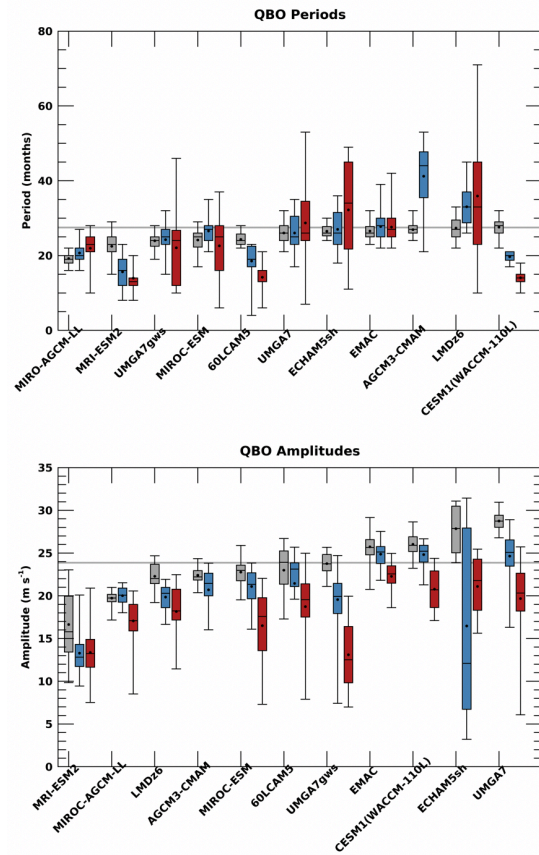 QBO Periods
80
60
40
20
0
Period (months)
MIRO-AGCM-LL
MRI-ESM2
UMGA7gws
MIROC-ESM
60LCAM5
UMGA7
ECHAM5sh
EMAC
AGCM3-CMAM
LMDz6
CESM1(WACCM-110L)
QBO Amplitudes
35
30
25
20
15
10
5
0
Amplitude (m s⁻¹)
MRI-ESM2
MIROC-AGCM-LL
LMDz6
AGCM3-CMAM
MIROC-ESM
60LCAM5
UMGA7gws
EMAC
CESM1(WACCM-110L)
ECHAM5sh
UMGA7